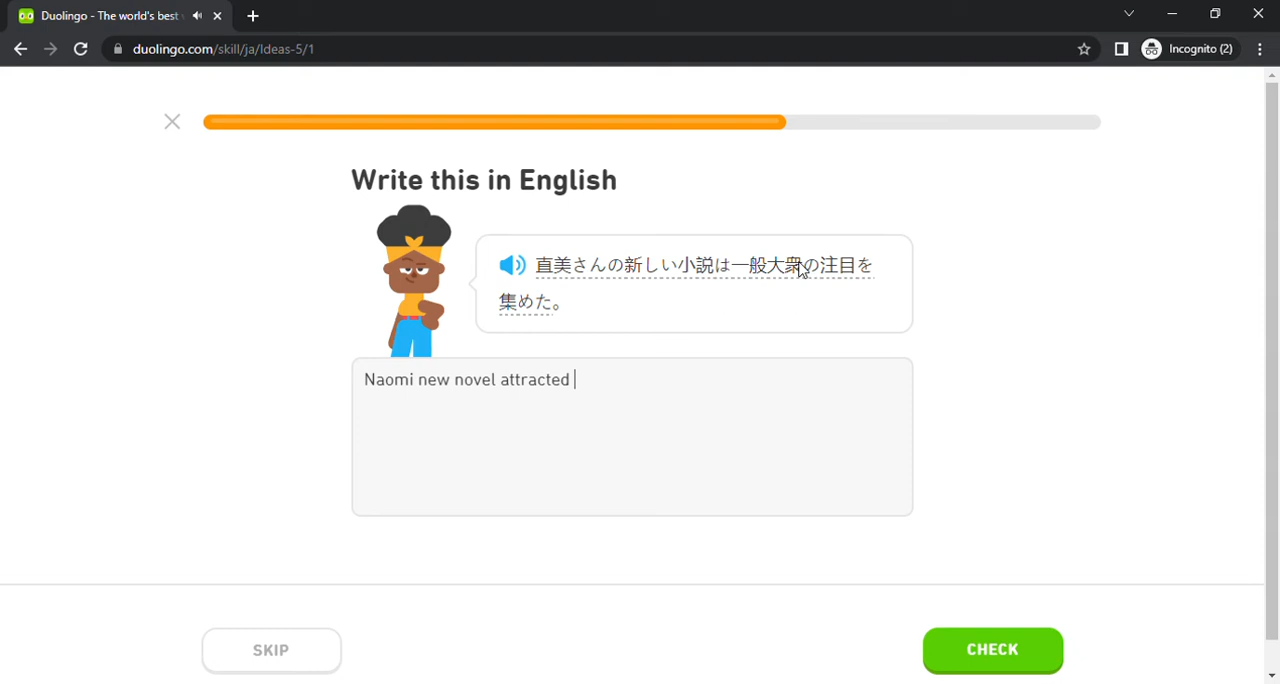 Duolingo - The world's best
duolingo.com/skill/ja/Ideas-5/1
Incognito (2)
Write this in English
直美さんの新しい小説は一般大衆の注目を
集めた。
Naomi new novel attracted
SKIP
CHECK